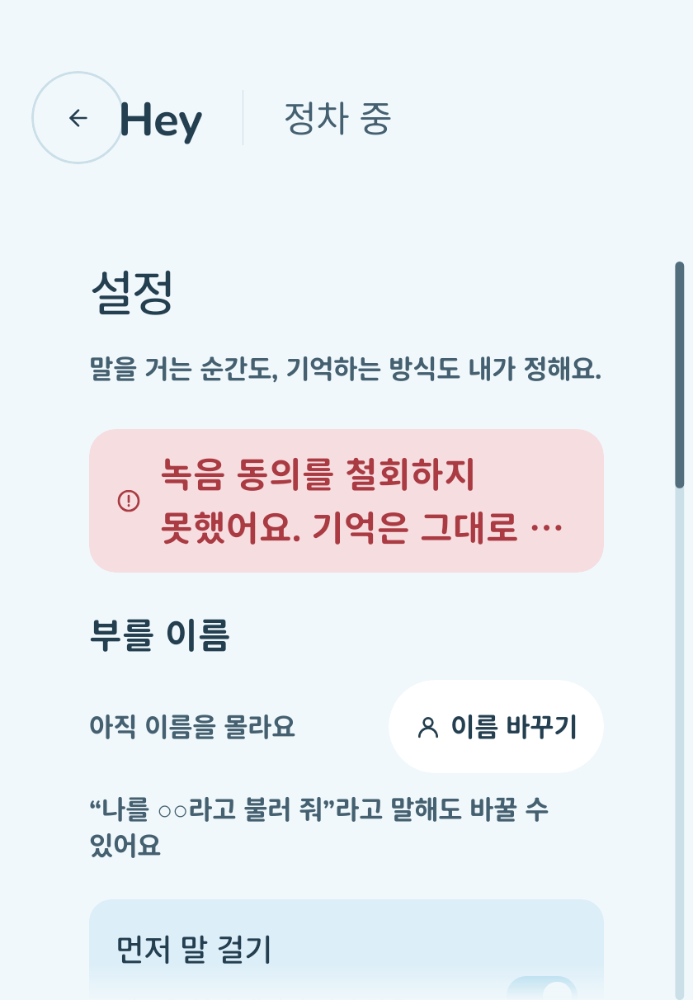 Hey
정차 중
설정
말을 거는 순간도, 기억하는 방식도 내가 정해요.
녹음 동의를 철회하지
못했어요. 기억은 그대로 ⋯
부를 이름
아직 이름을 몰라요
이름 바꾸기
“나를 ○○라고 불러 줘”라고 말해도 바꿀 수
있어요
먼저 말 걸기